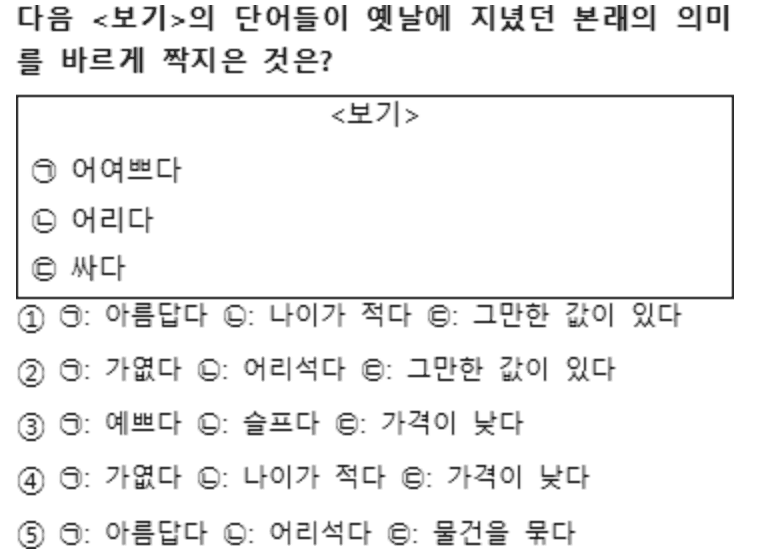 다음 <보기>의 단어들이 옛날에 지녔던 본래의 의미
를 바르게 짝지은 것은?
<보기>
㉠ 어여쁘다
㉡ 어리다
㉢ 싸다
① ㉠: 아름답다 ㉡: 나이가 적다 ㉢: 그만한 값이 있다
② ㉠: 가엾다 ㉡: 어리석다 ㉢: 그만한 값이 있다
③ ㉠: 예쁘다 ㉡: 슬프다 ㉢: 가격이 낮다
④ ㉠: 가엾다 ㉡: 나이가 적다 ㉢: 가격이 낮다
⑤ ㉠: 아름답다 ㉡: 어리석다 ㉢: 물건을 묶다